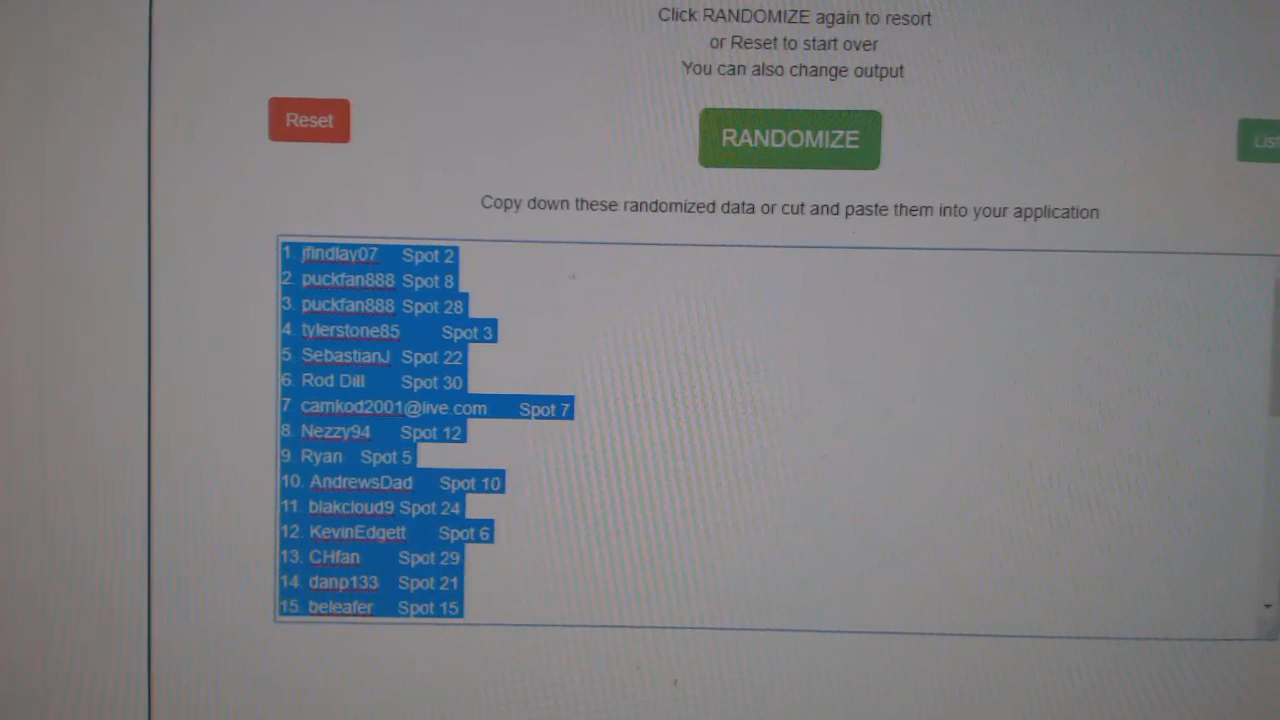 Click RANDOMIZE again to resort
or Reset to start over
You can also change output
Reset
RANDOMIZE
List
Copy down these randomized data or cut and paste them into your application
1. jfindlay07 Spot 2
2. puckfan888 Spot 8
3. puckfan888 Spot 28
4. tylerstone85 Spot 3
5. SebastianJ Spot 22
6. Rod Dill Spot 30
7. camkod2001@live.com Spot 7
8. Nezzy94 Spot 12
9. Ryan Spot 5
10. AndrewsDad Spot 10
11. blakcloud9 Spot 24
12. KevinEdgett Spot 6
13. CHfan Spot 29
14. danp133 Spot 21
15. beleafer Spot 15